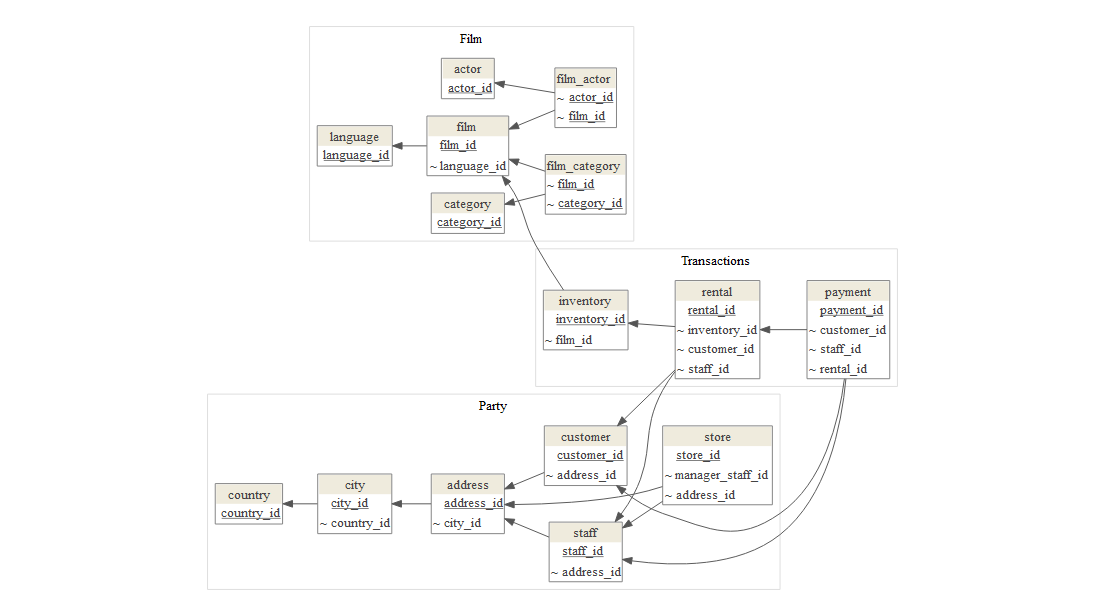 Film
actor
actor_id
film_actor
~ actor_id
~ film_id
film
film_id
~ language_id
language
language_id
film_category
~ film_id
~ category_id
category
category_id
Transactions
inventory
inventory_id
~ film_id
rental
rental_id
~ inventory_id
~ customer_id
~ staff_id
payment
payment_id
~ customer_id
~ staff_id
~ rental_id
Party
customer
customer_id
~ address_id
store
store_id
~ manager_staff_id
~ address_id
country
country_id
city
city_id
~ country_id
address
address_id
~ city_id
staff
staff_id
~ address_id